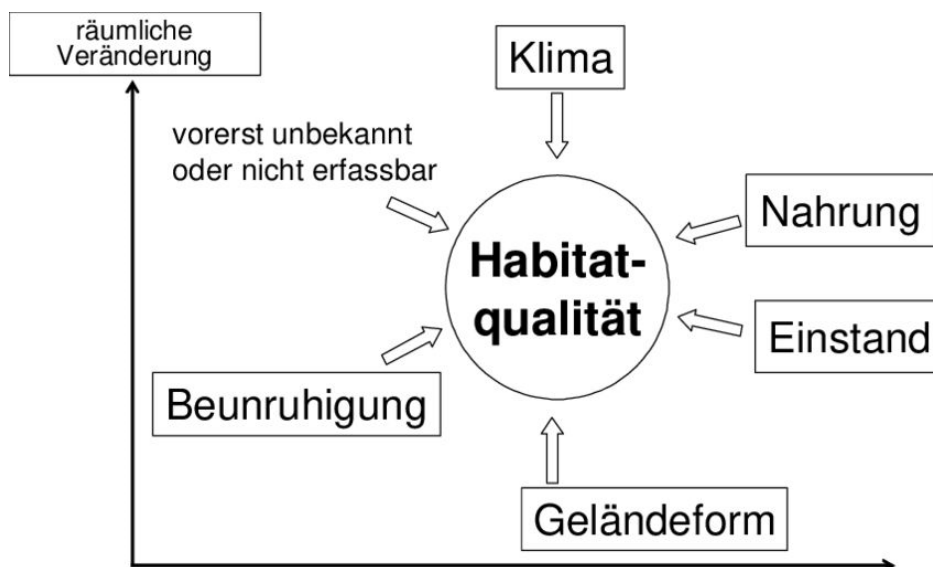 räumliche
Veränderung
Klima
vorerst unbekannt
oder nicht erfassbar
Nahrung
Habitat-
qualität
Einstand
Beunruhigung
Geländeform